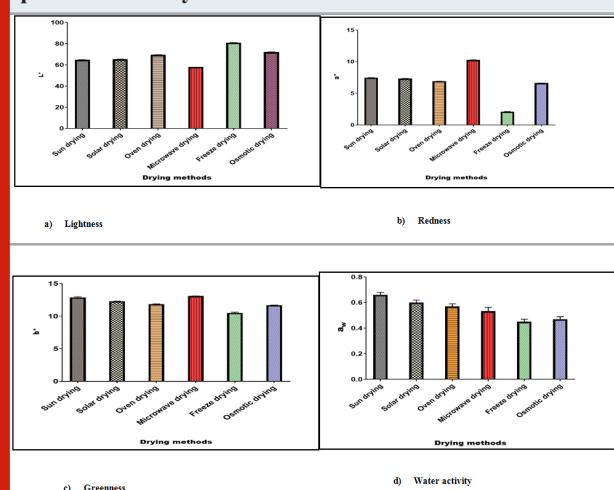 100
80
60
40
20
0
L*
Sun drying
Solar drying
Oven drying
Microwave drying
Freeze drying
Osmotic drying
Drying methods
a) Lightness
15
10
5
0
a*
Sun drying
Solar drying
Oven drying
Microwave drying
Freeze drying
Osmotic drying
Drying methods
b) Redness
15
10
5
0
b*
Sun drying
Solar drying
Oven drying
Microwave drying
Freeze drying
Osmotic drying
Drying methods
c) Greenness
0.8
0.6
0.4
0.2
0.0
aw
Sun drying
Solar drying
Oven drying
Microwave drying
Freeze drying
Osmotic drying
Drying methods
d) Water activity